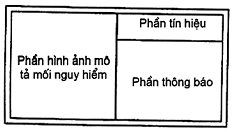 Phần hình ảnh mô
tả mối nguy hiểm
Phần tín hiệu
Phần thông báo